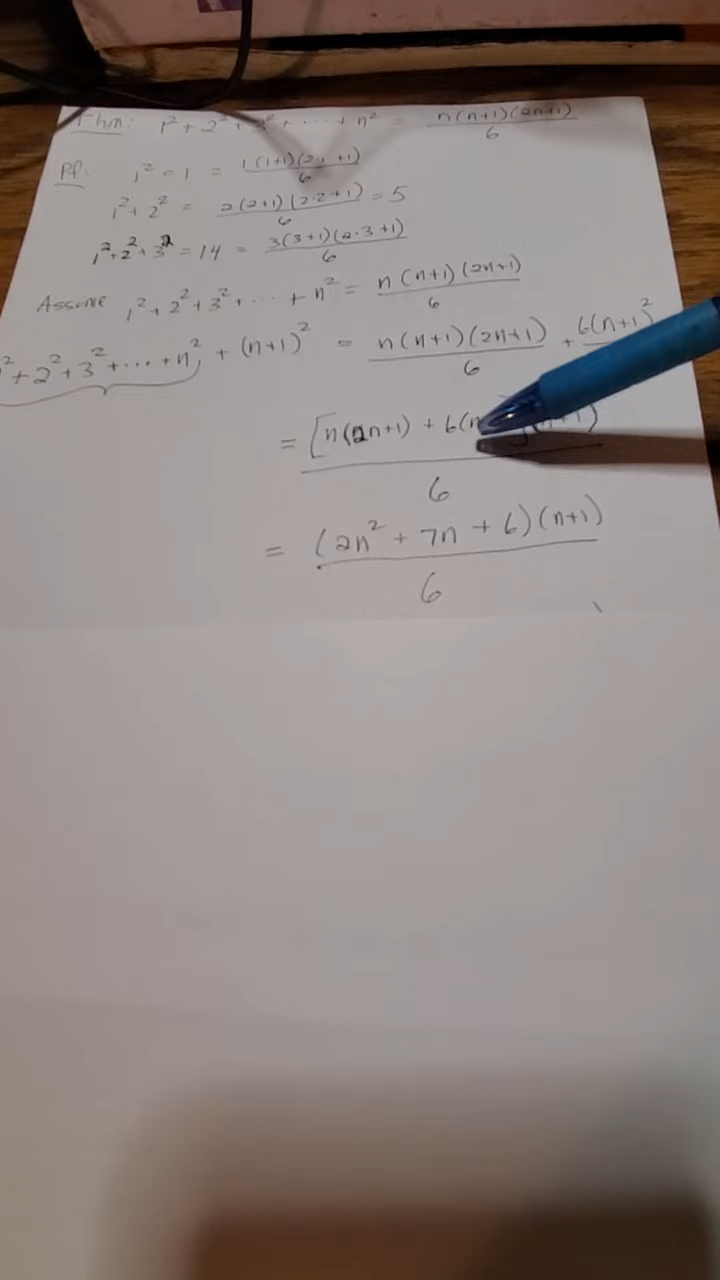 Thm: 1² + 2² + 3² + ... + n² = n(n+1)(2n+1)/6
Pf: 1² = 1 = 1(1+1)(2·1+1)/6
1² + 2² = 2(2+1)(2·2+1)/6 = 5
1² + 2² + 3² = 14 = 3(3+1)(2·3+1)/6
Assume 1² + 2² + 3² + ... + n² = n(n+1)(2n+1)/6
² + 2² + 3² + ... + n² + (n+1)² = n(n+1)(2n+1)/6 + 6(n+1)²
= [n(2n+1) + 6(n (n+1)/6
= (2n² + 7n + 6)(n+1)/6